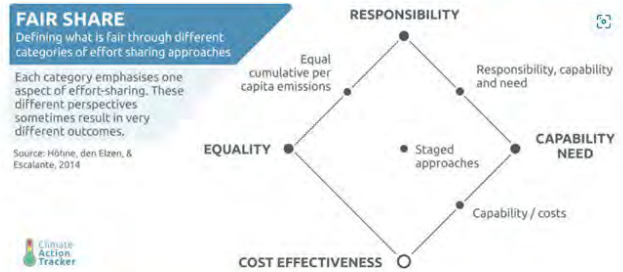 FAIR SHARE
Defining what is fair through different
categories of effort sharing approaches
Each category emphasises one
aspect of effort-sharing. These
different perspectives
sometimes result in very
different outcomes.
Source: Höhne, den Elzen, &
Escalante, 2014
RESPONSIBILITY
Equal
cumulative per
capita emissions
Responsibility, capability
and need
EQUALITY
Staged
approaches
CAPABILITY
NEED
Capability / costs
COST EFFECTIVENESS
Climate
Action
Tracker